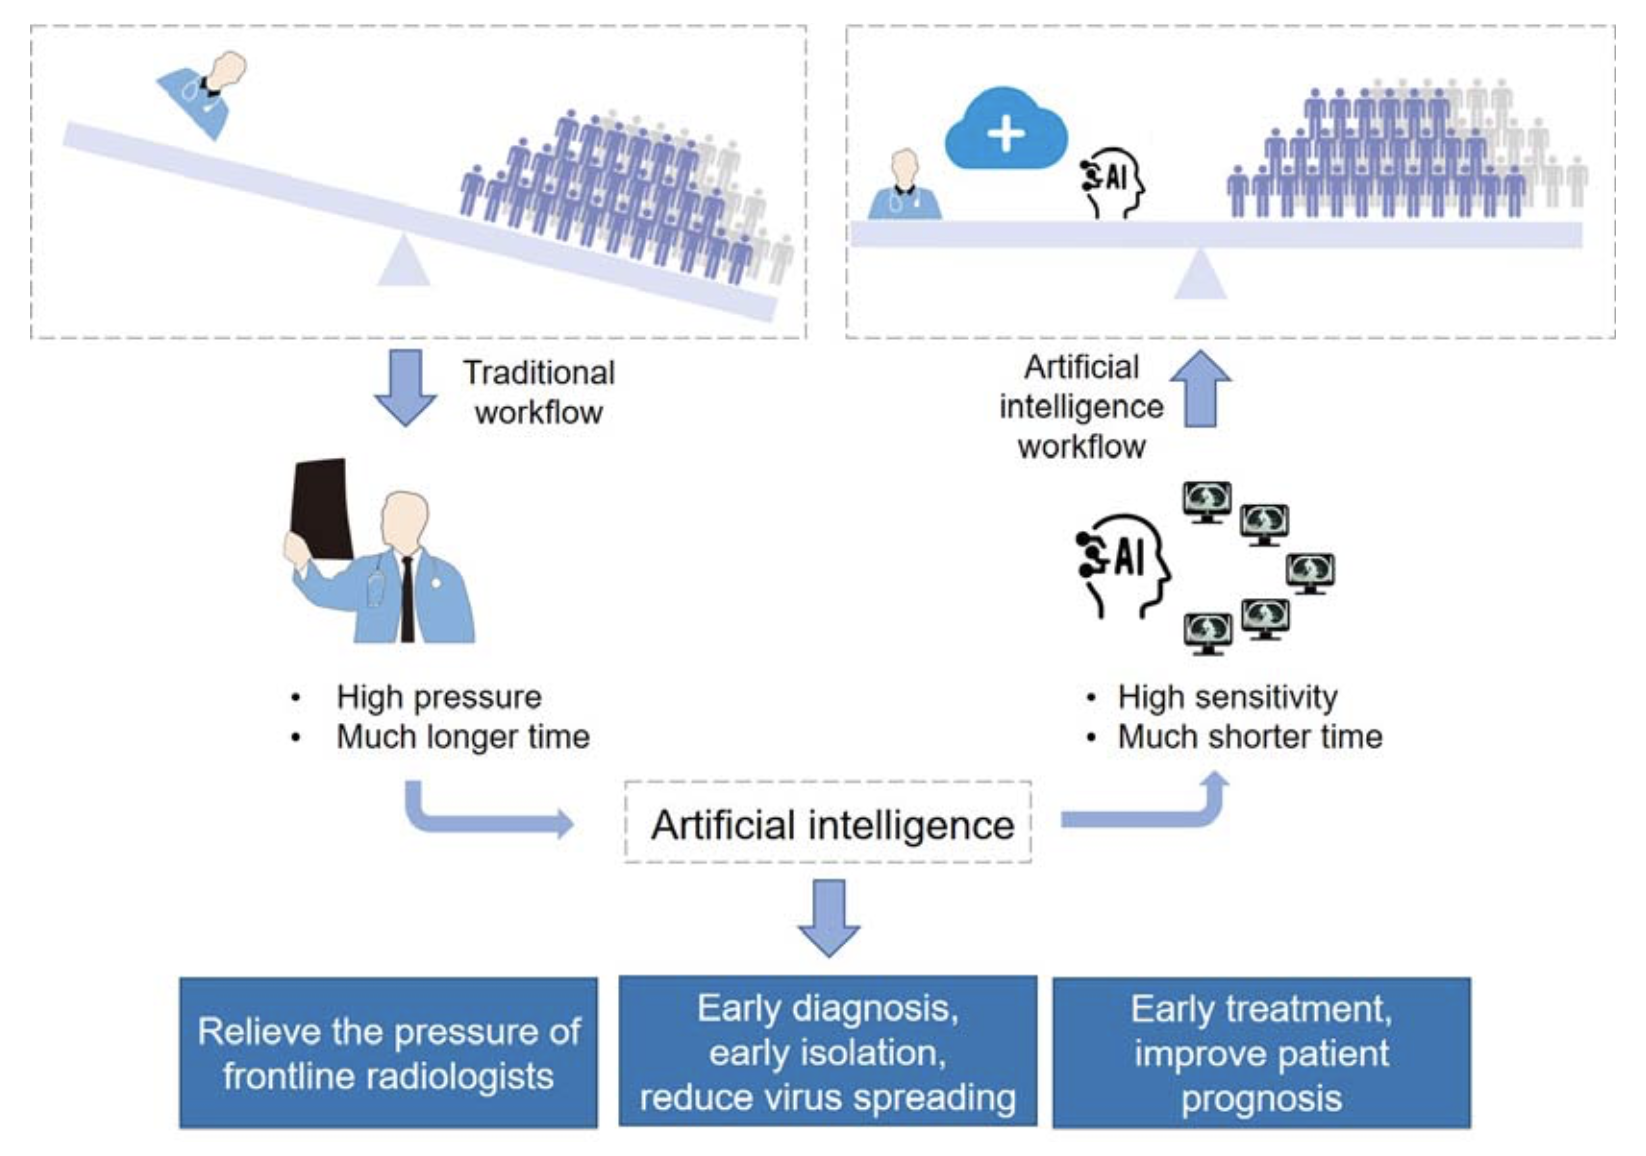 AI
Traditional
workflow
Artificial
intelligence
workflow
AI
• High pressure
• Much longer time
• High sensitivity
• Much shorter time
Artificial intelligence
Relieve the pressure of
frontline radiologists
Early diagnosis,
early isolation,
reduce virus spreading
Early treatment,
improve patient
prognosis